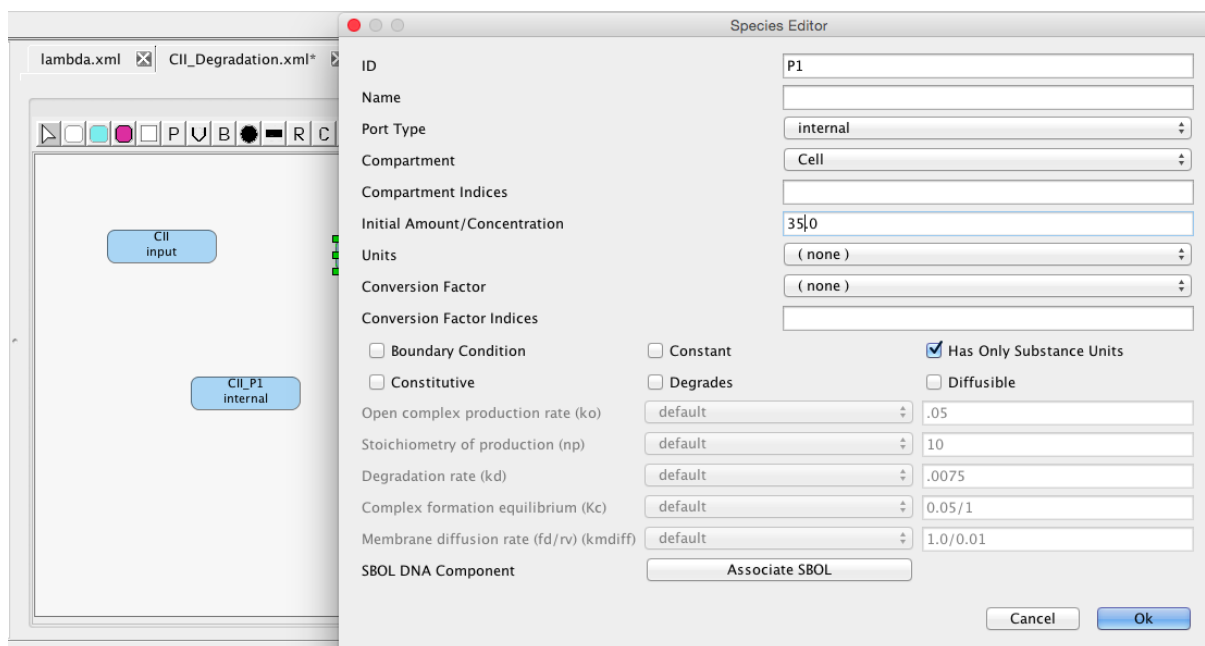 Species Editor
lambda.xml CII_Degradation.xml*
P V B R C
CII
input
CII_P1
internal
ID P1
Name
Port Type internal
Compartment Cell
Compartment Indices
Initial Amount/Concentration 35.0
Units ( none )
Conversion Factor ( none )
Conversion Factor Indices
Boundary Condition Constant Has Only Substance Units
Constitutive Degrades Diffusible
Open complex production rate (ko) default .05
Stoichiometry of production (np) default 10
Degradation rate (kd) default .0075
Complex formation equilibrium (Kc) default 0.05/1
Membrane diffusion rate (fd/rv) (kmdiff) default 1.0/0.01
SBOL DNA Component Associate SBOL
Cancel Ok